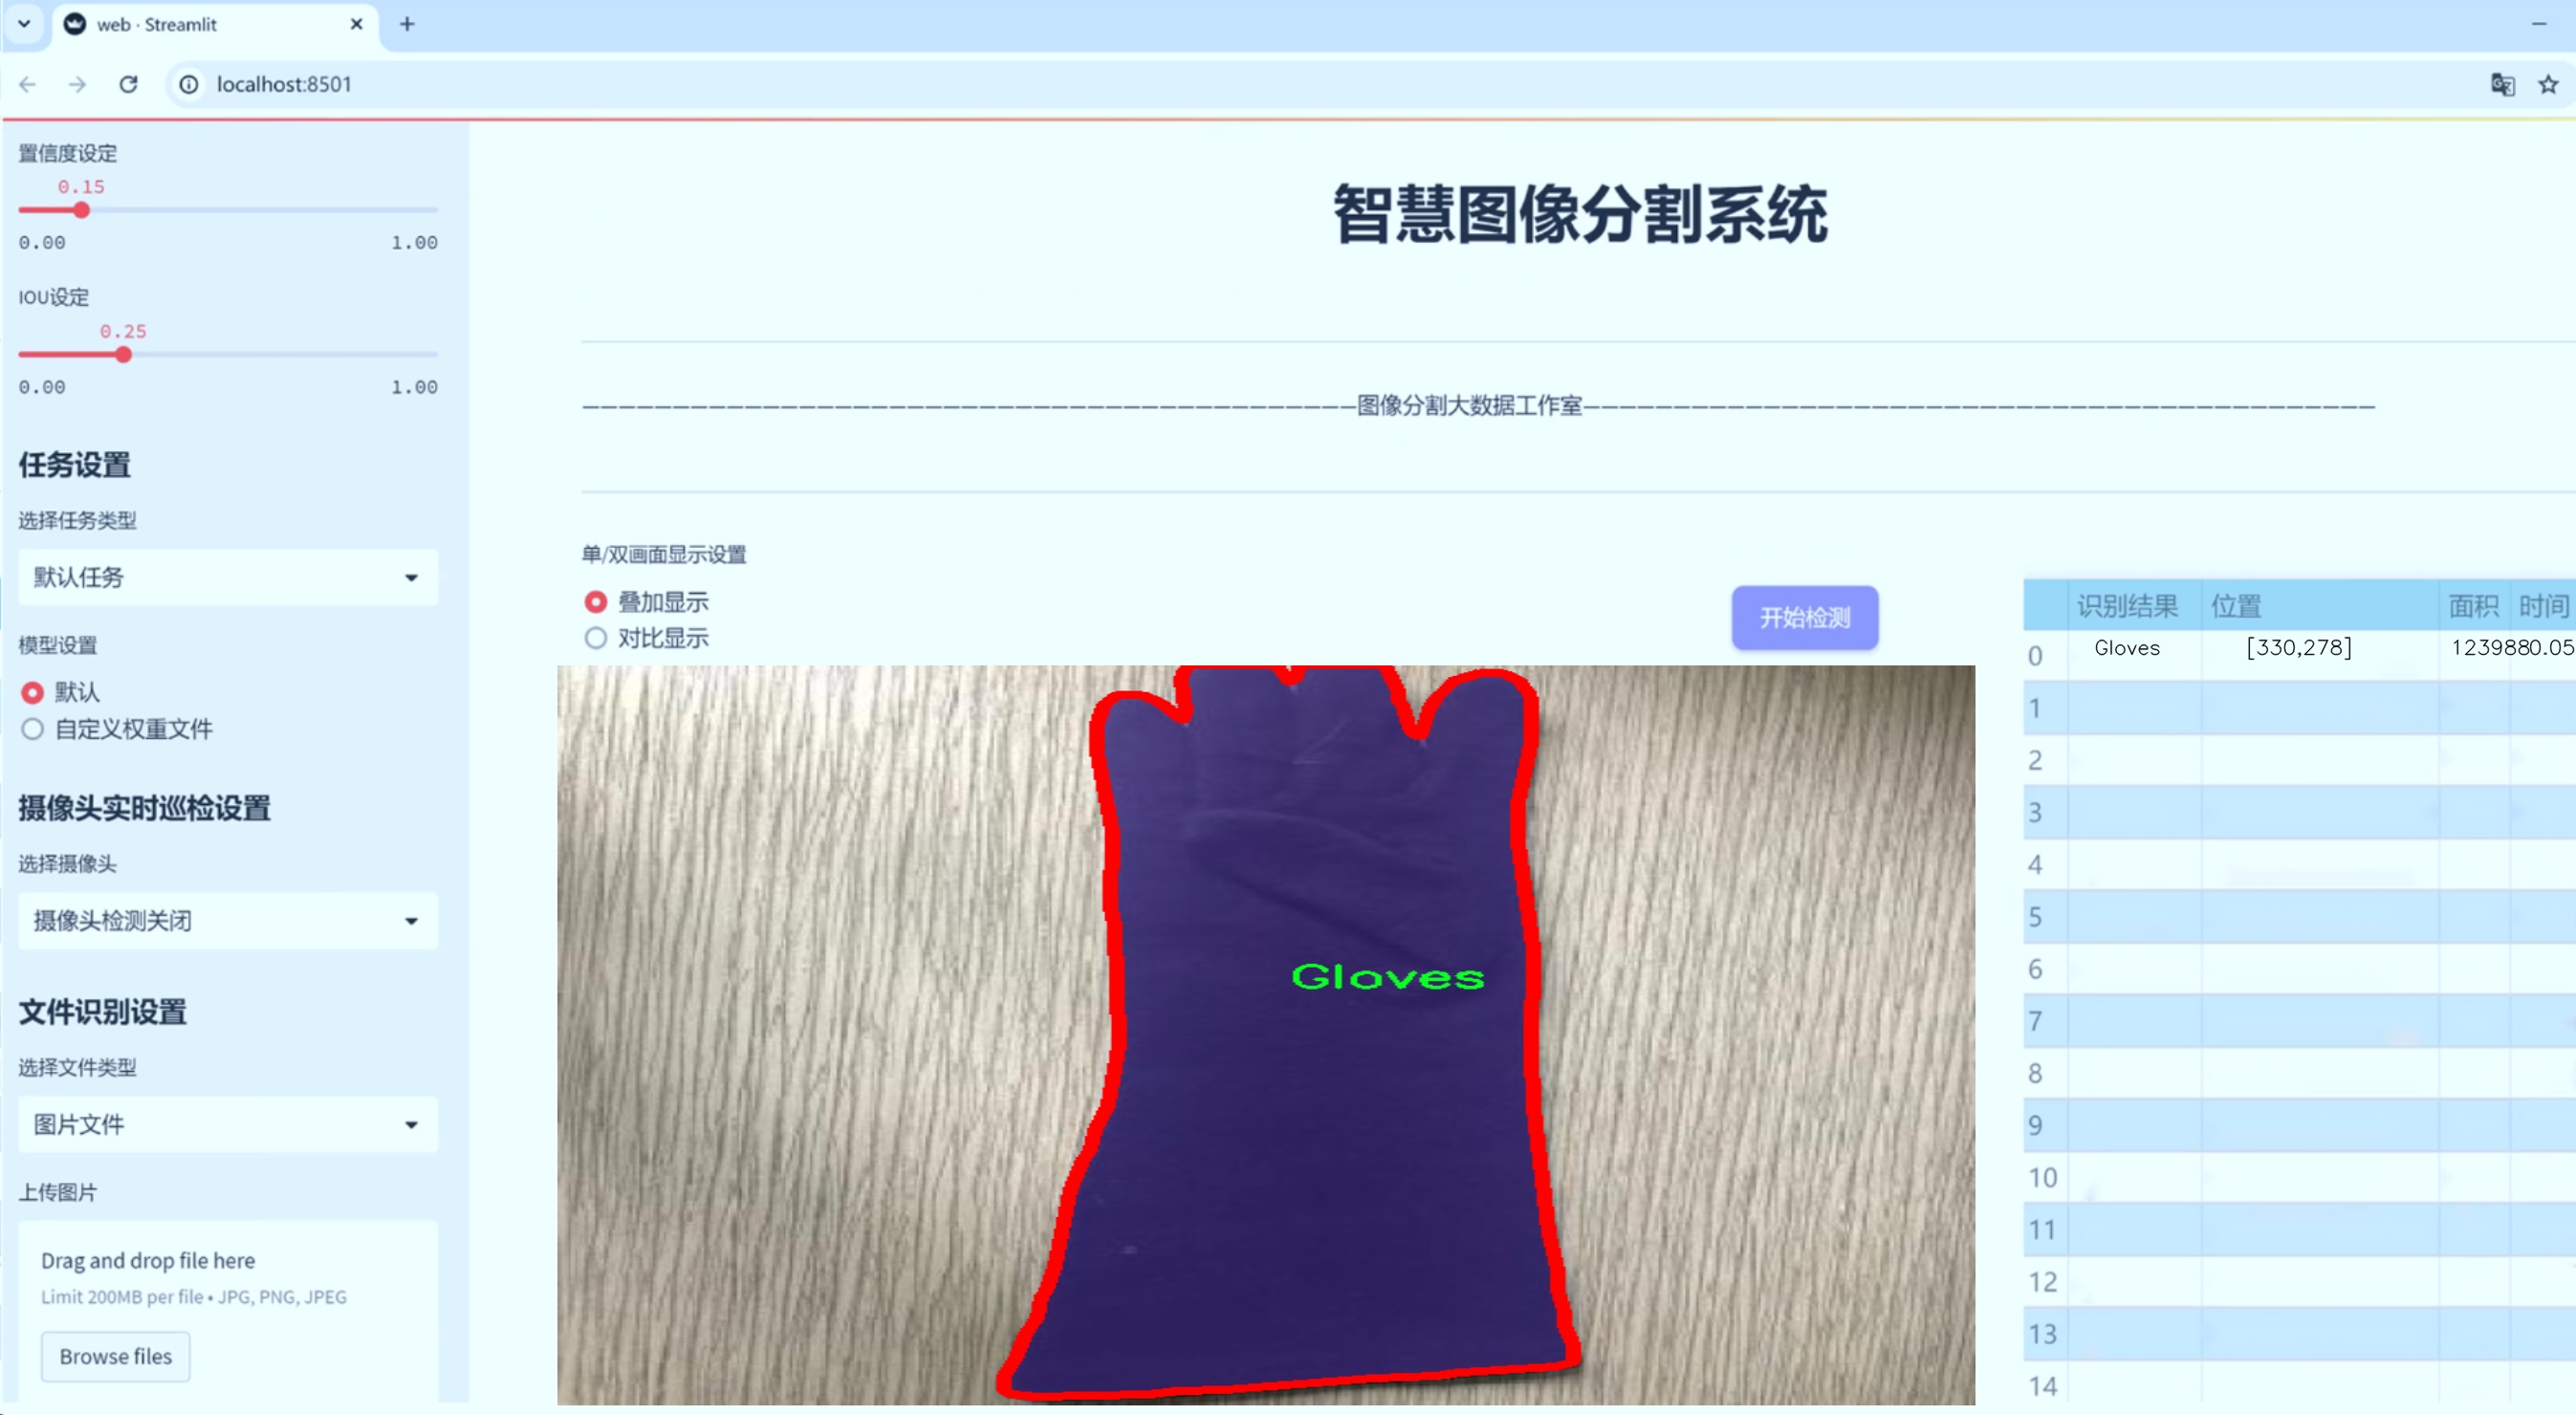 web · Streamlit
localhost:8501
置信度设定
0.15
0.00 1.00
IOU设定
0.25
0.00 1.00
任务设置
选择任务类型
默认任务
模型设置
默认
自定义权重文件
摄像头实时巡检设置
选择摄像头
摄像头检测关闭
文件识别设置
选择文件类型
图片文件
上传图片
Drag and drop file here
Limit 200MB per file • JPG, PNG, JPEG
Browse files
智慧图像分割系统
———————————————————————————————————————————图像分割大数据工作室————————————————————————————————————————————
单/双画面显示设置
叠加显示
对比显示
开始检测
Gloves
识别结果 位置 面积 时间
0 Gloves [330,278] 1239880.05
1
2
3
4
5
6
7
8
9
10
11
12
13
14